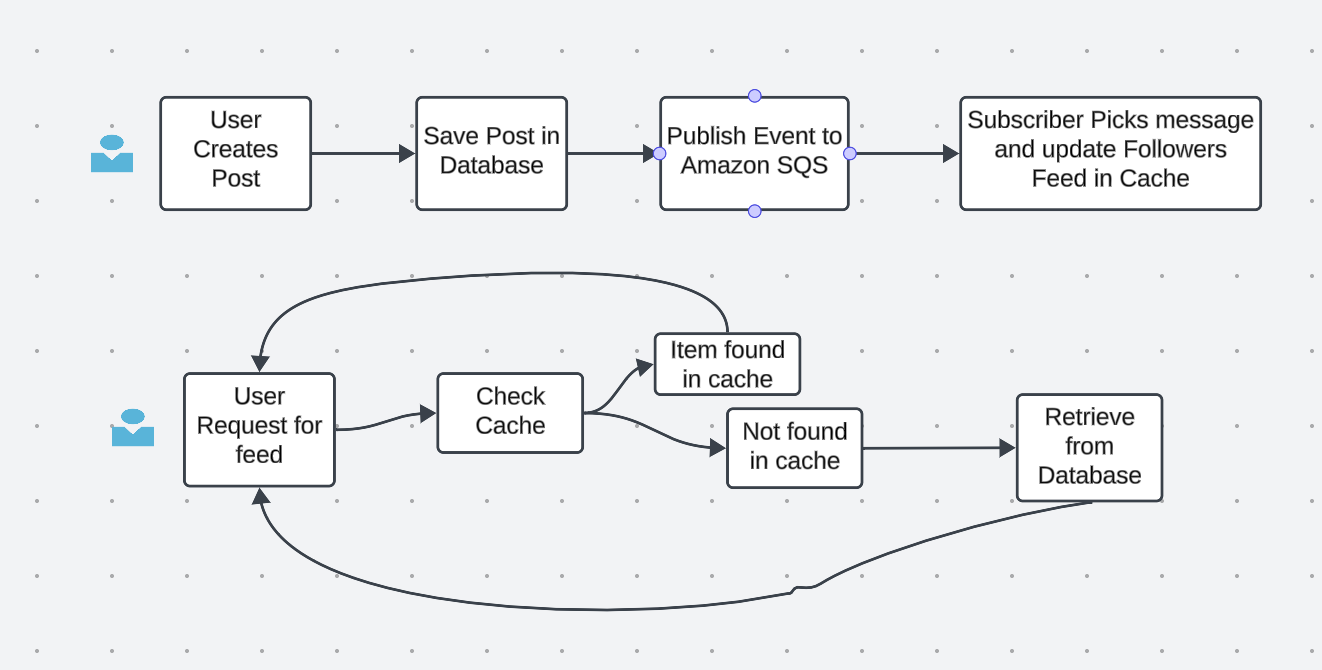 User
Creates
Post
Save Post in
Database
Publish Event to
Amazon SQS
Subscriber Picks message
and update Followers
Feed in Cache
User
Request for
feed
Check
Cache
Item found
in cache
Not found
in cache
Retrieve
from
Database